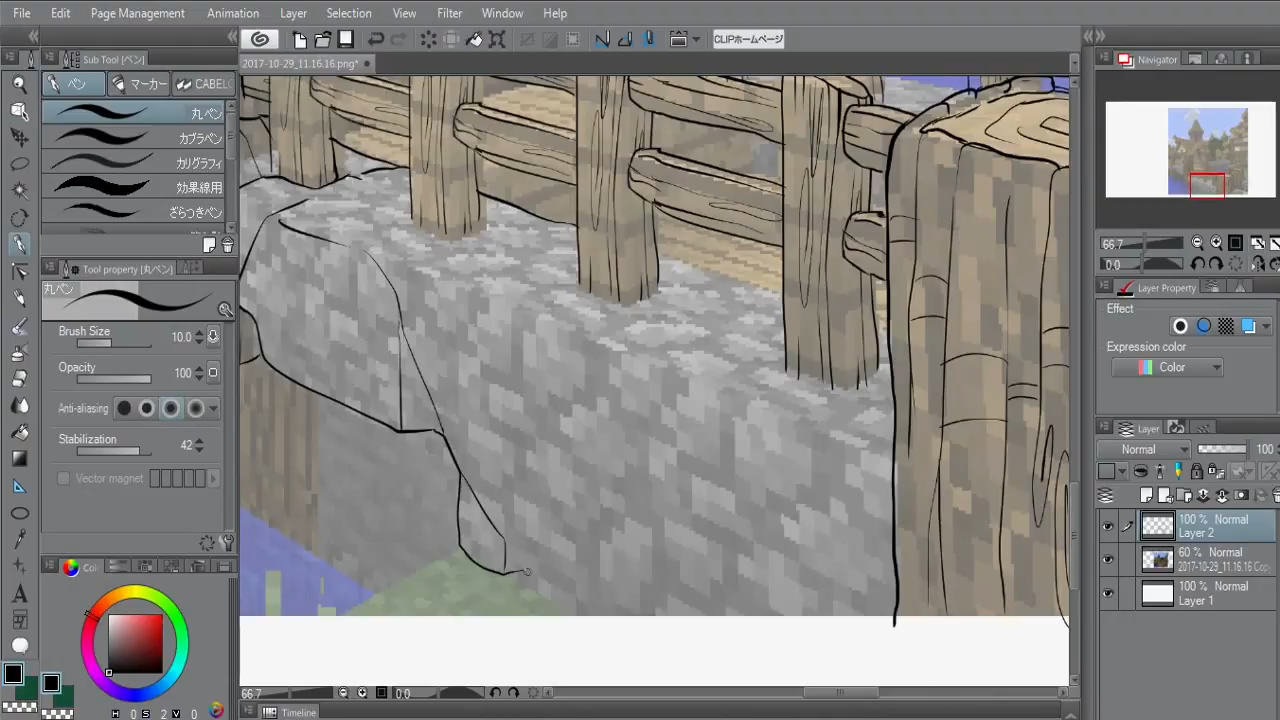 File Edit Page Management Animation Layer Selection View Filter Window Help
CLIPホームページ
Sub Tool [ペン]
2017-10-29_11.16.16.png*
Navigator
ペン マーカー CABELO
丸ペン
カブラペン
カリグラフィ
効果線用
ざらつきペン
66.7
0.0
Tool property [丸ペン]
丸ペン
Layer Property
Effect
Brush Size 10.0
Expression color
Opacity 100
Color
Anti-aliasing
Layer
Stabilization 42
Normal 100
Vector magnet
100 % Normal
Layer 2
60 % Normal
2017-10-29_11.16.16 Copy
100 % Normal
Layer 1
66.7 0.0
Timeline
H 0 S 2 V 0